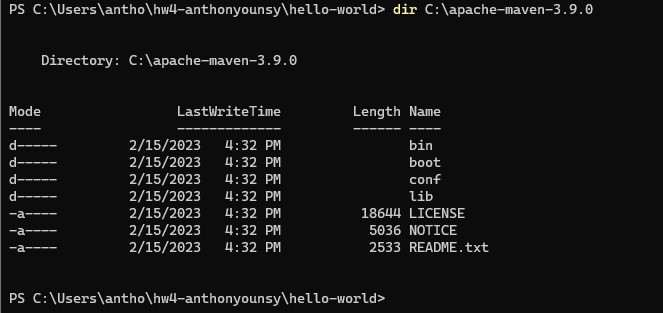 PS C:\Users\antho\hw4-anthonyounsy\hello-world> dir C:\apache-maven-3.9.0
Directory: C:\apache-maven-3.9.0
Mode                 LastWriteTime         Length Name
----                 -------------         ------ ----
d-----         2/15/2023   4:32 PM                bin
d-----         2/15/2023   4:32 PM                boot
d-----         2/15/2023   4:32 PM                conf
d-----         2/15/2023   4:32 PM                lib
-a----         2/15/2023   4:32 PM          18644 LICENSE
-a----         2/15/2023   4:32 PM           5036 NOTICE
-a----         2/15/2023   4:32 PM           2533 README.txt
PS C:\Users\antho\hw4-anthonyounsy\hello-world>